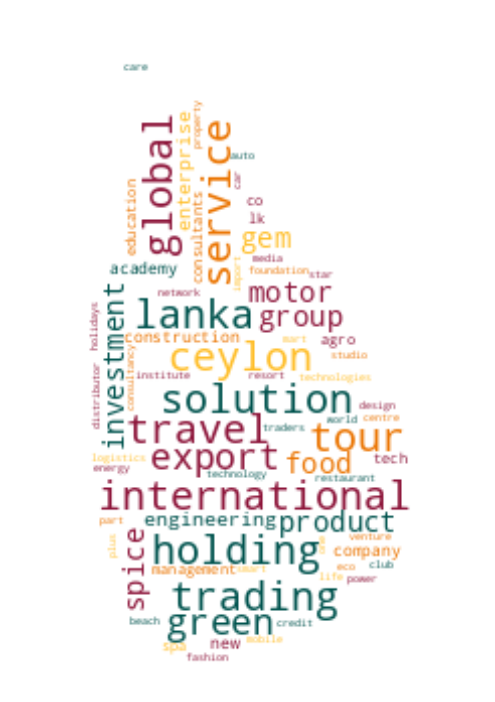 care
global
enterprise
property
service
auto
car
education
consultants
co
lk
gem
import
academy
media
foundation
star
network
motor
investment
holidays
lanka
group
construction
mart
agro
ceylon
studio
distributor
consultancy
institute
resort
technologies
solution
design
travel
traders
world
centre
tour
export
food
tech
logistics
energy
technology
restaurant
international
part
engineering
product
spice
plus
holding
one
venture
company
management
smart
eco
club
life
power
trading
beach
green
credit
spa
new
mobile
fashion